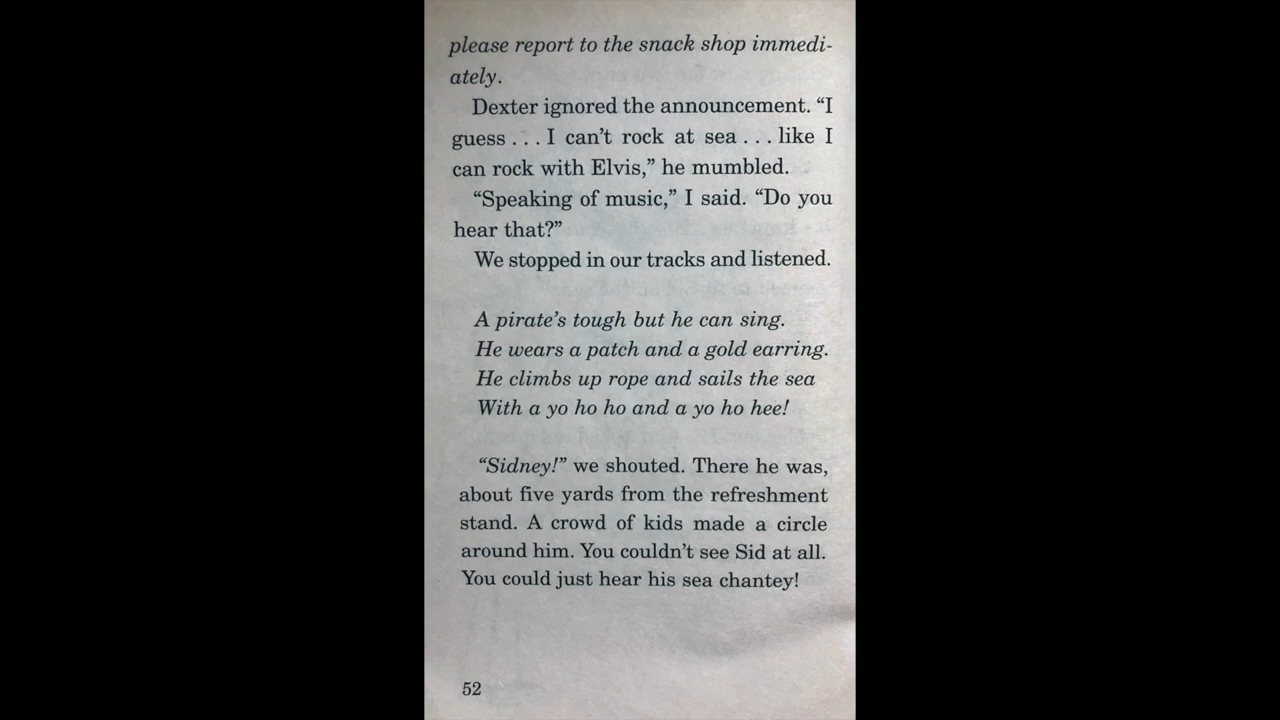 please report to the snack shop immedi-
ately.
Dexter ignored the announcement. “I
guess . . . I can’t rock at sea . . . like I
can rock with Elvis,” he mumbled.
“Speaking of music,” I said. “Do you
hear that?”
We stopped in our tracks and listened.
A pirate’s tough but he can sing.
He wears a patch and a gold earring.
He climbs up rope and sails the sea
With a yo ho ho and a yo ho hee!
“Sidney!” we shouted. There he was,
about five yards from the refreshment
stand. A crowd of kids made a circle
around him. You couldn’t see Sid at all.
You could just hear his sea chantey!
52